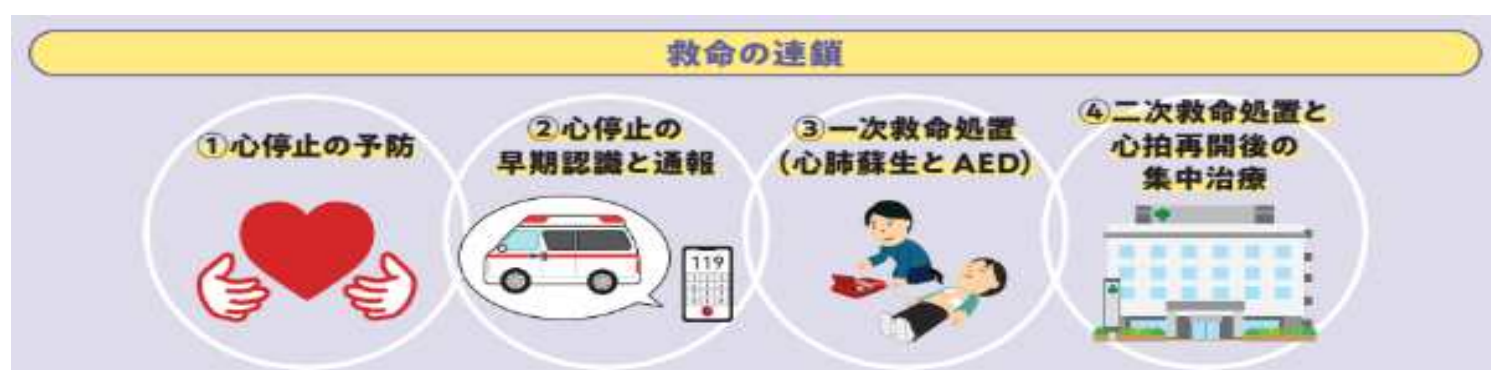 救命の連鎖
①心停止の予防
②心停止の
早期認識と通報
119
③一次救命処置
(心肺蘇生とAED)
④二次救命処置と
心拍再開後の
集中治療